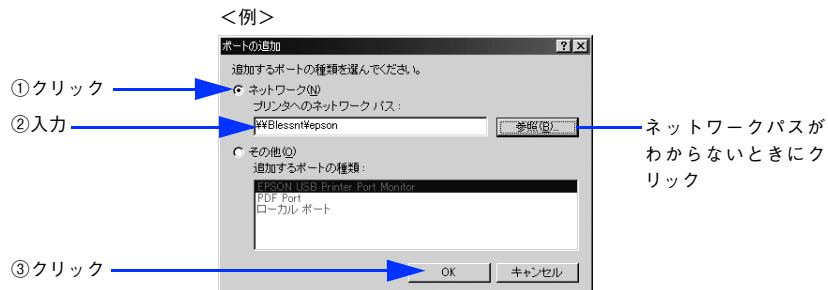 ＜例＞
ポートの追加
追加するポートの種類を選んでください。
①クリック
ネットワーク(N)
プリンタへのネットワーク パス :
②入力
¥¥Blessnt¥epson
参照(B)...
ネットワークパスが
わからないときにク
リック
その他(O)
追加するポートの種類 :
EPSON USB Printer Port Monitor
PDF Port
ローカル ポート
③クリック
OK
キャンセル